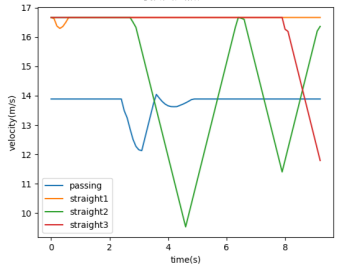 17
16
15
14
13
12
11
10
velocity(m/s)
passing
straight1
straight2
straight3
0 2 4 6 8
time(s)